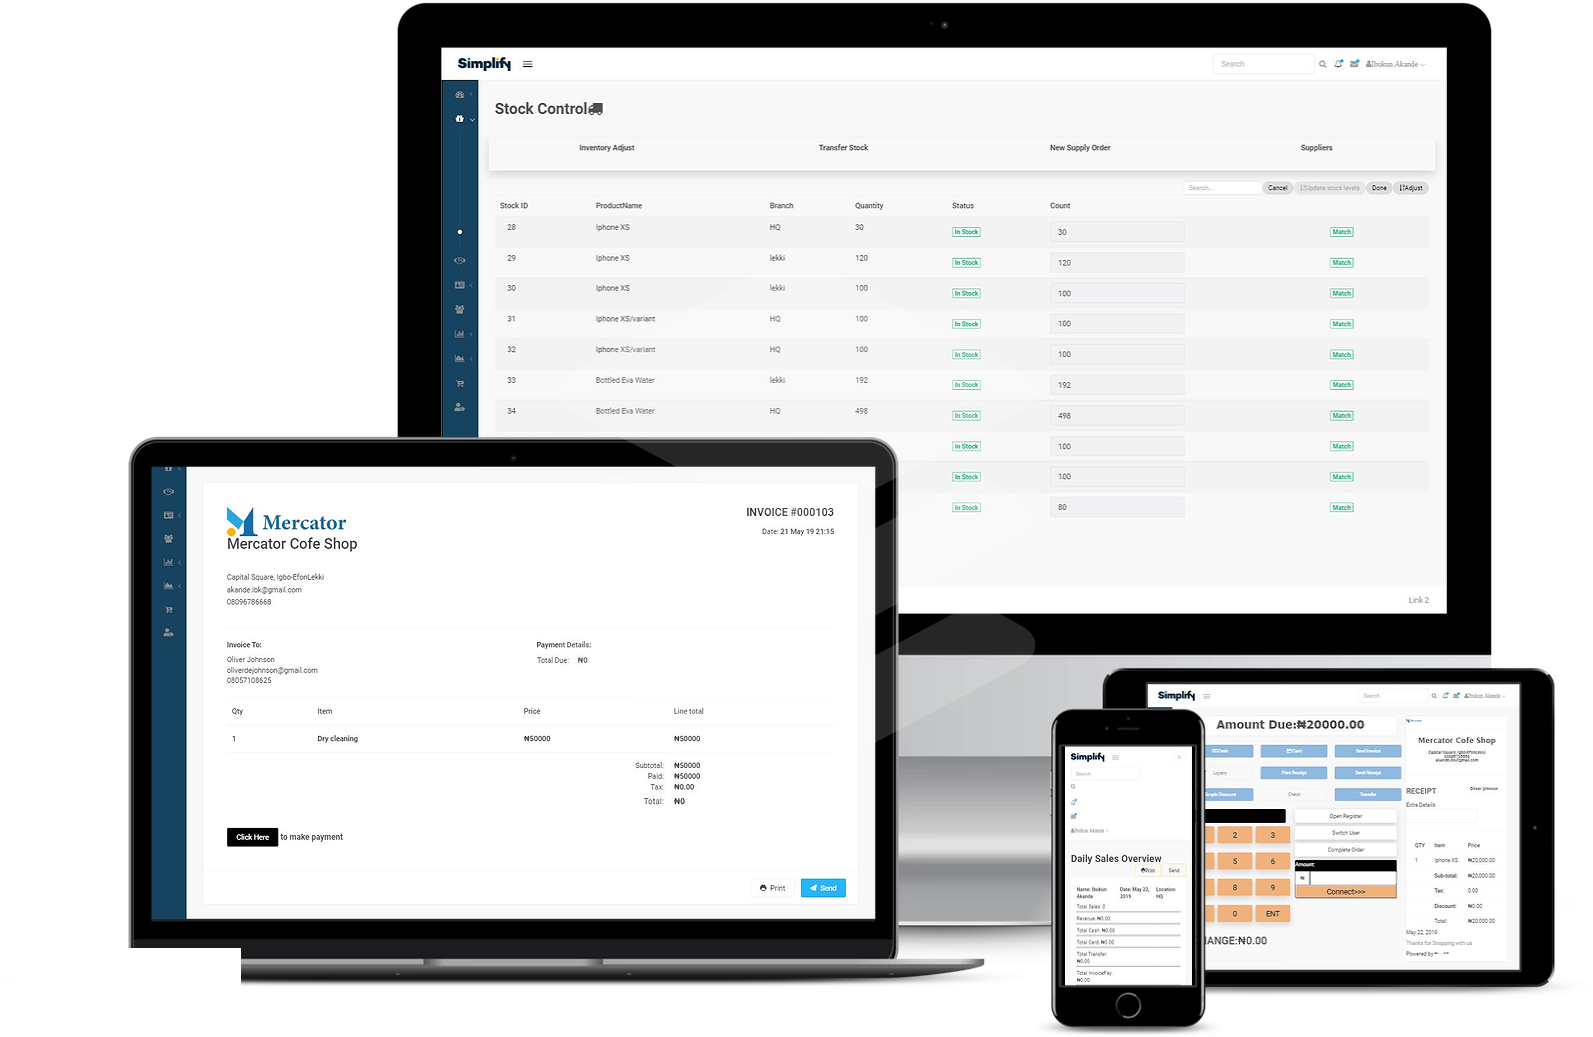 Simplify
Search
Ibukun Akande
Stock Control
Inventory Adjust Transfer Stock New Supply Order Suppliers
Search... Cancel Update stock levels Done Adjust
Stock ID ProductName Branch Quantity Status Count
28 Iphone XS HQ 30 In Stock 30 Match
29 Iphone XS lekki 120 In Stock 120 Match
30 Iphone XS lekki 100 In Stock 100 Match
31 Iphone XS/variant HQ 100 In Stock 100 Match
32 Iphone XS/variant HQ 100 In Stock 100 Match
33 Bottled Eva Water lekki 192 In Stock 192 Match
34 Bottled Eva Water HQ 498 In Stock 498 Match
In Stock 100 Match
In Stock 100 Match
In Stock 80 Match
Link 2
Mercator
Mercator Cofe Shop
INVOICE #000103
Date: 21 May 19 21:15
Capital Square, Igbo-EfonLekki
akande.ibk@gmail.com
08096786668
Invoice To:
Oliver Johnson
oliverdejohnson@gmail.com
08057108625
Payment Details:
Total Due: ₦0
Qty Item Price Line total
1 Dry cleaning ₦50000 ₦50000
Subtotal: ₦50000
Paid: ₦50000
Tax: ₦0.00
Total: ₦0
Click Here to make payment
Print Send
Simplify
Search
Ibukun Akande
Daily Sales Overview
Print Send
Name: Ibukun Akande
Date: May 22, 2019
Location: HQ
Total Sales: 0
Revenue: ₦0.00
Total Cash: ₦0.00
Total Card: ₦0.00
Total Transfer:
₦0.00
Total InvoicePay:
₦0.00
Simplify
Search
Ibukun Akande
Amount Due:₦20000.00
Cash Card Send Invoice
Loyalty Print Receipt Send Receipt
Simple Discount Check Transfer
2 3
5 6
8 9
0 ENT
Open Register
Switch User
Complete Order
Amount:
₦
Connect>>>
HANGE:₦0.00
Mercator
Mercator Cofe Shop
Capital Square, Igbo-EfonLekki
akande.ibk@gmail.com
RECEIPT Oliver Johnson
Extra Details:
QTY Item Price
1 Iphone XS ₦20,000.00
Sub-total: ₦20,000.00
Tax: 0.00
Discount: ₦0.00
Total: ₦20,000.00
May 22, 2019
Thanks for Shopping with us
Powered by